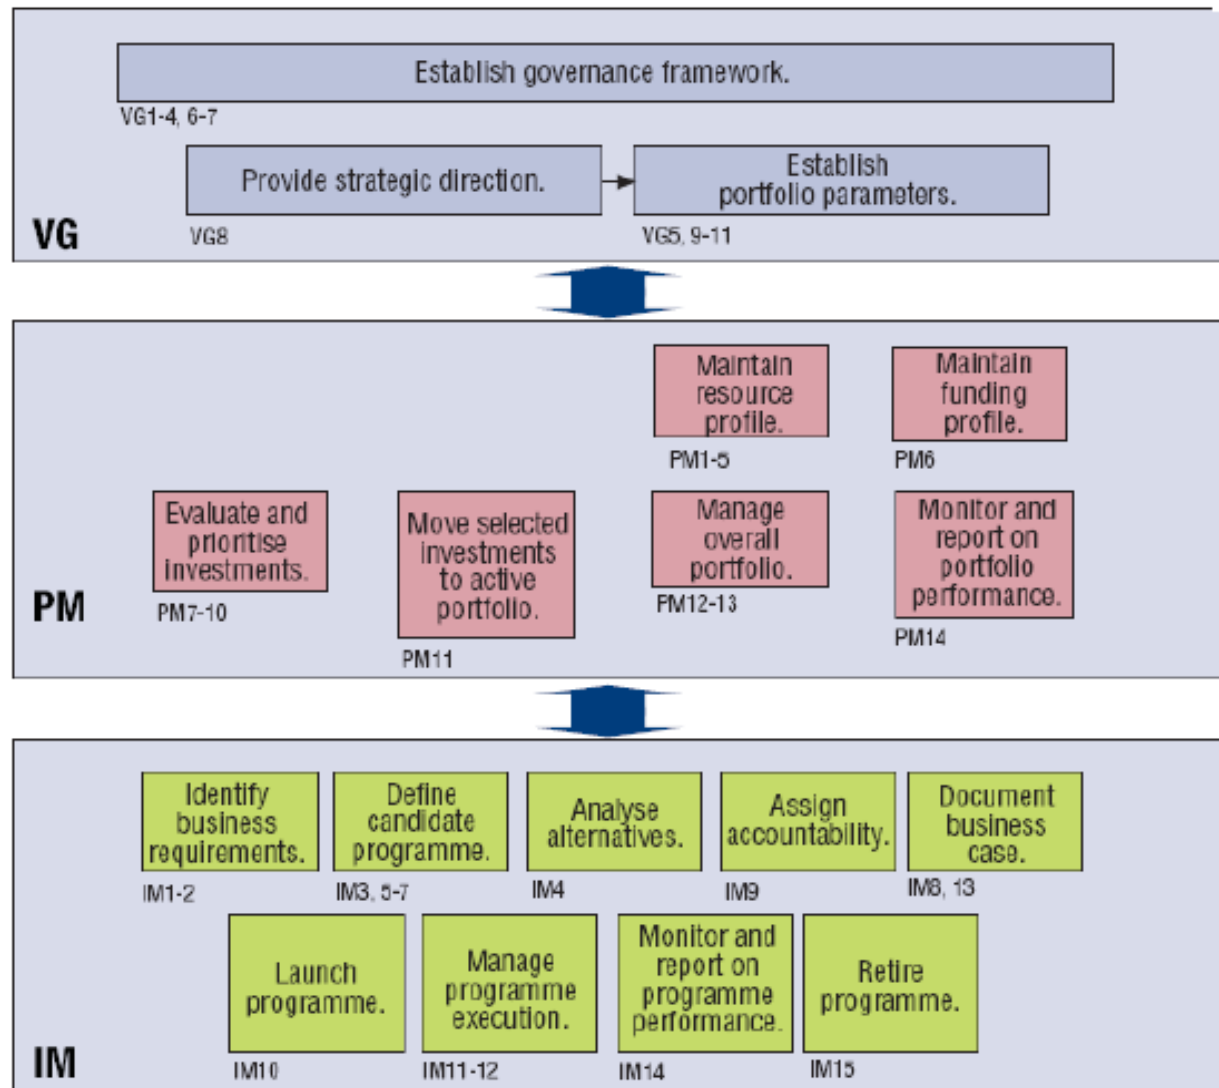 Establish governance framework.
VG1-4, 6-7
Provide strategic direction.
Establish
portfolio parameters.
VG
VG8
VG5, 9-11
Maintain
resource
profile.
Maintain
funding
profile.
PM1-5
PM6
Evaluate and
prioritise
investments.
Move selected
investments
to active
portfolio.
Manage
overall
portfolio.
Monitor and
report on
portfolio
performance.
PM
PM7-10
PM11
PM12-13
PM14
Identify
business
requirements.
Define
candidate
programme.
Analyse
alternatives.
Assign
accountability.
Document
business
case.
IM1-2
IM3, 5-7
IM4
IM9
IM8, 13
Launch
programme.
Manage
programme
execution.
Monitor and
report on
programme
performance.
Retire
programme.
IM
IM10
IM11-12
IM14
IM15